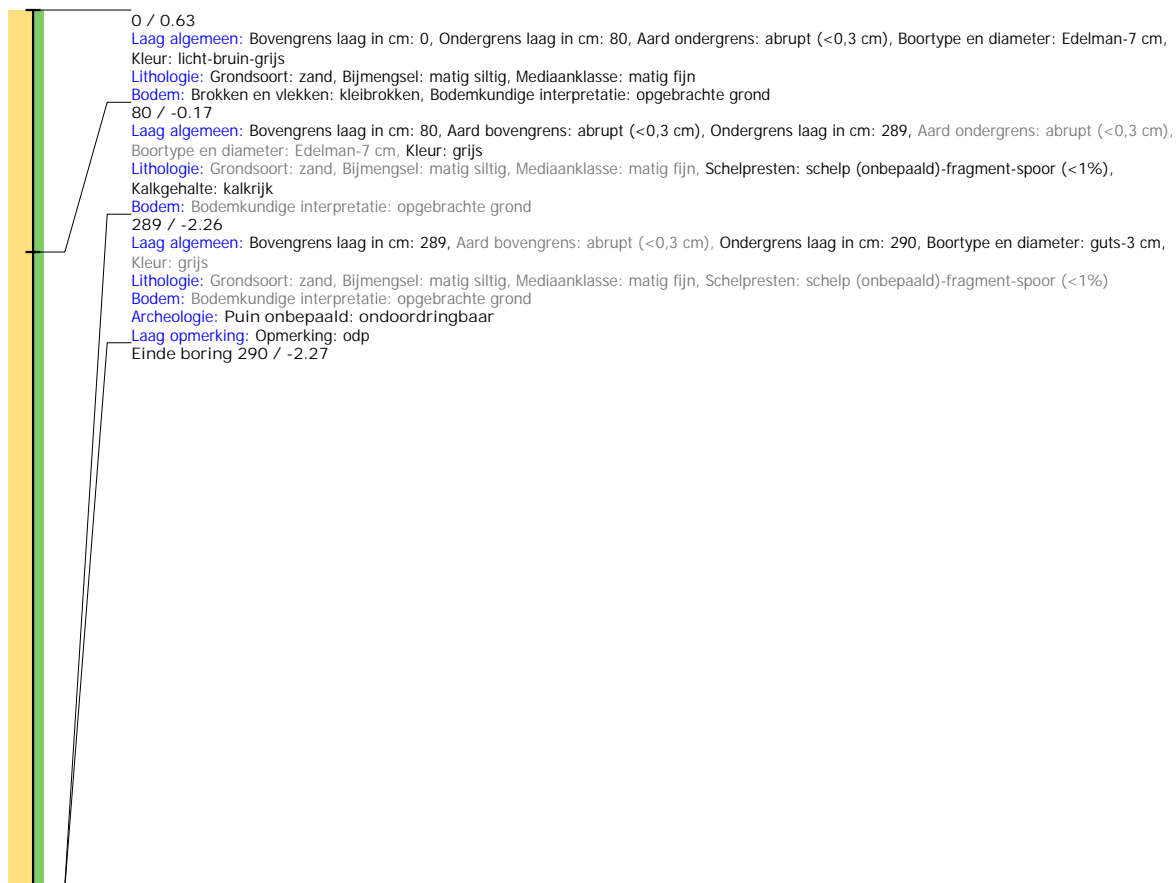 0 / 0.63
Laag algemeen: Bovengrens laag in cm: 0, Ondergrens laag in cm: 80, Aard ondergrens: abrupt (<0,3 cm), Boortype en diameter: Edelman-7 cm,
Kleur: licht-bruin-grijs
Lithologie: Grondsoort: zand, Bijmengsel: matig siltig, Mediaanklasse: matig fijn
Bodem: Brokken en vlekken: kleibrokken, Bodemkundige interpretatie: opgebrachte grond
80 / -0.17
Laag algemeen: Bovengrens laag in cm: 80, Aard bovengrens: abrupt (<0,3 cm), Ondergrens laag in cm: 289, Aard ondergrens: abrupt (<0,3 cm),
Boortype en diameter: Edelman-7 cm, Kleur: grijs
Lithologie: Grondsoort: zand, Bijmengsel: matig siltig, Mediaanklasse: matig fijn, Schelpresten: schelp (onbepaald)-fragment-spoor (<1%),
Kalkgehalte: kalkrijk
Bodem: Bodemkundige interpretatie: opgebrachte grond
289 / -2.26
Laag algemeen: Bovengrens laag in cm: 289, Aard bovengrens: abrupt (<0,3 cm), Ondergrens laag in cm: 290, Boortype en diameter: guts-3 cm,
Kleur: grijs
Lithologie: Grondsoort: zand, Bijmengsel: matig siltig, Mediaanklasse: matig fijn, Schelpresten: schelp (onbepaald)-fragment-spoor (<1%)
Bodem: Bodemkundige interpretatie: opgebrachte grond
Archeologie: Puin onbepaald: ondoordringbaar
Laag opmerking: Opmerking: odp
Einde boring 290 / -2.27